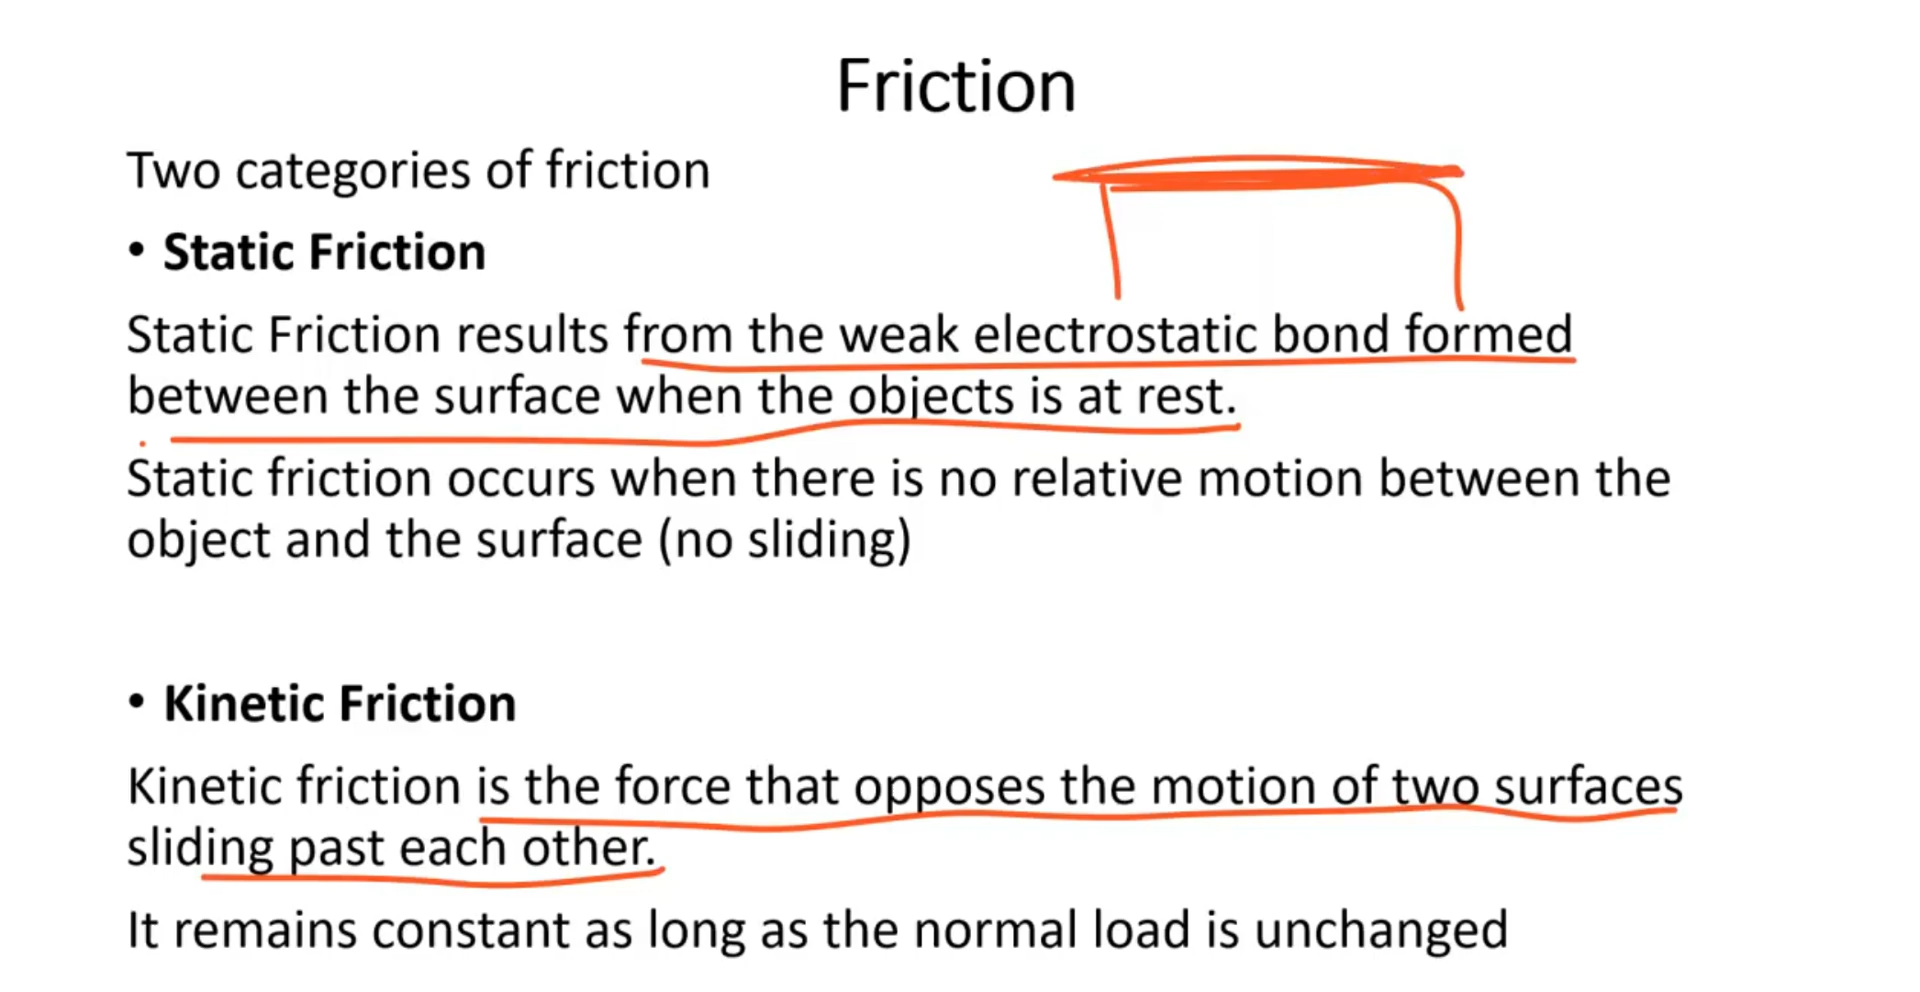 Friction
Two categories of friction
• Static Friction
Static Friction results from the weak electrostatic bond formed
between the surface when the objects is at rest.
Static friction occurs when there is no relative motion between the
object and the surface (no sliding)
• Kinetic Friction
Kinetic friction is the force that opposes the motion of two surfaces
sliding past each other.
It remains constant as long as the normal load is unchanged